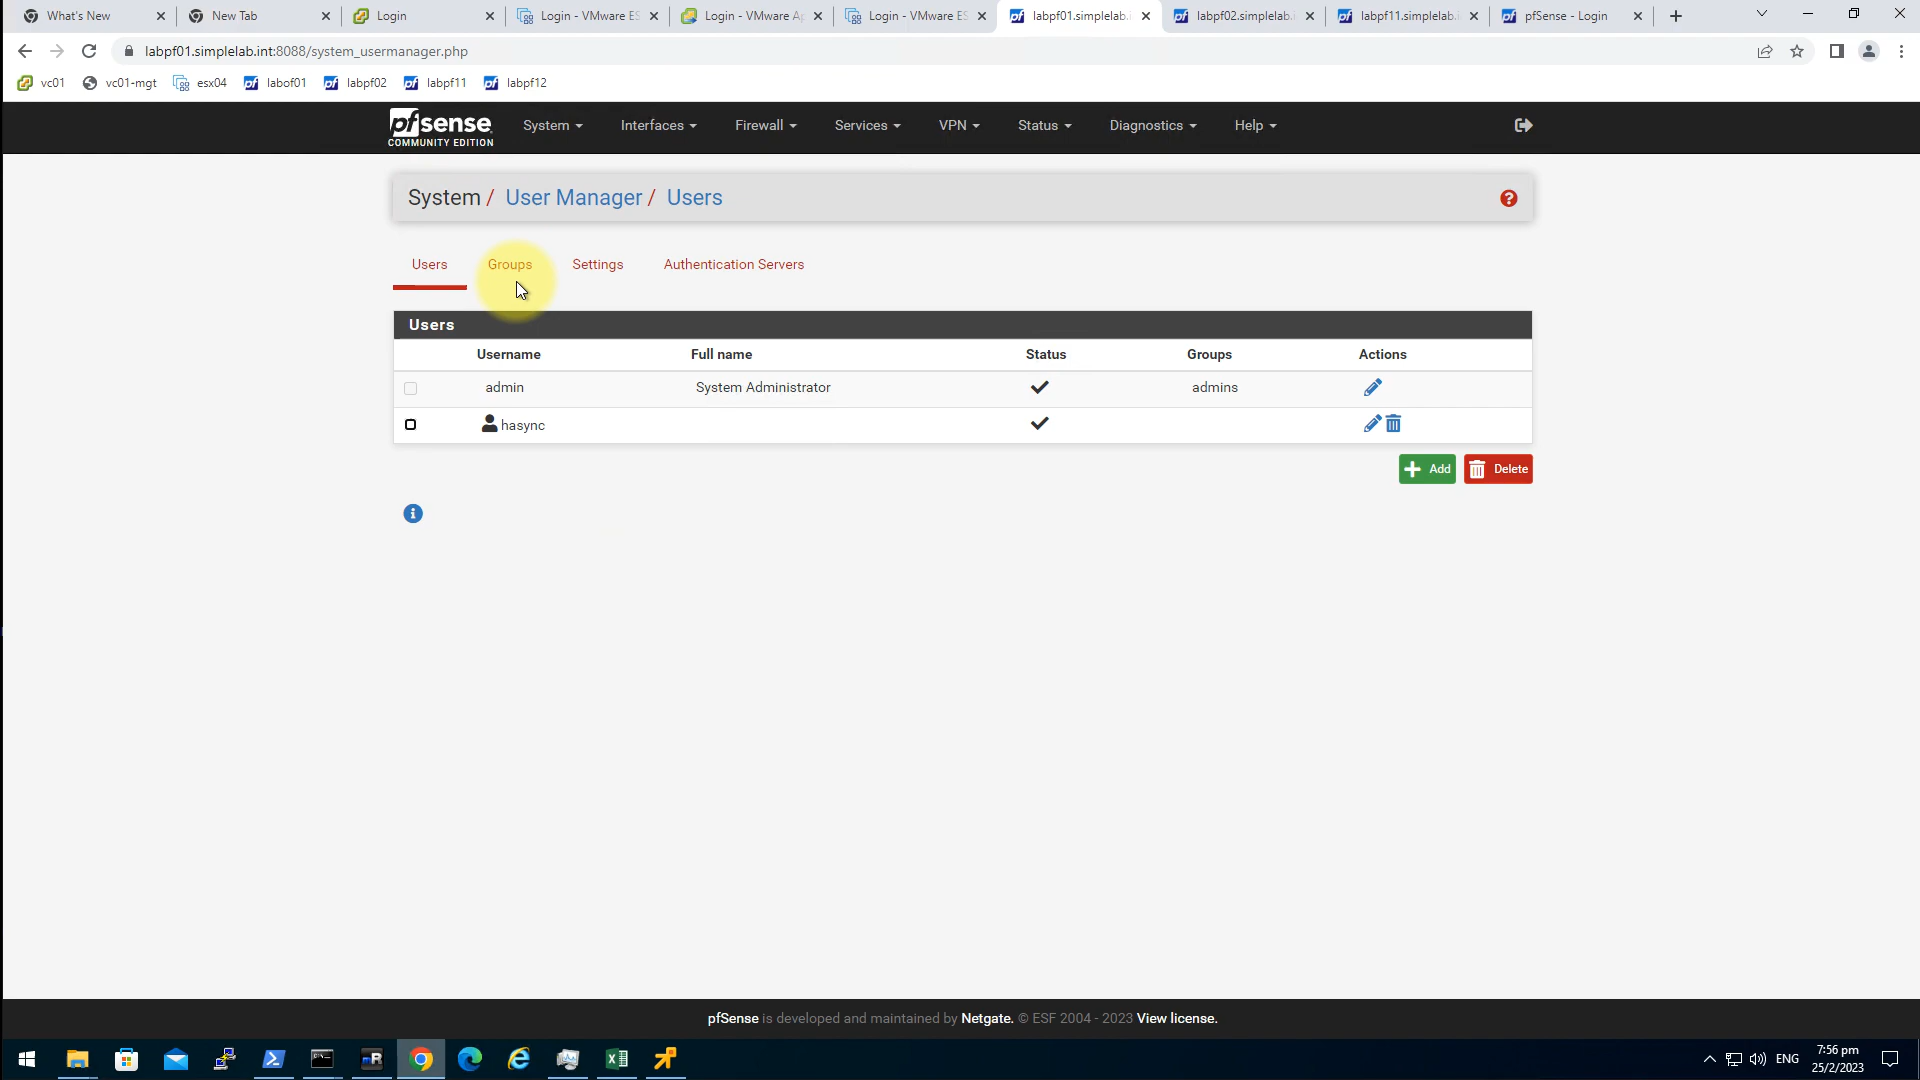 What's New
New Tab
Login
Login - VMware ES
Login - VMware Ap
Login - VMware ES
labpf01.simplelab.i
labpf02.simplelab.i
labpf11.simplelab.i
pfSense - Login
labpf01.simplelab.int:8088/system_usermanager.php
vc01
vc01-mgt
esx04
labof01
labpf02
labpf11
labpf12
pfsense
COMMUNITY EDITION
System
Interfaces
Firewall
Services
VPN
Status
Diagnostics
Help
System / User Manager / Users
Users
Groups
Settings
Authentication Servers
Users
Username Full name Status Groups Actions
admin System Administrator admins
hasync
Add
Delete
pfSense is developed and maintained by Netgate. © ESF 2004 - 2023 View license.
ENG
7:56 pm
25/2/2023